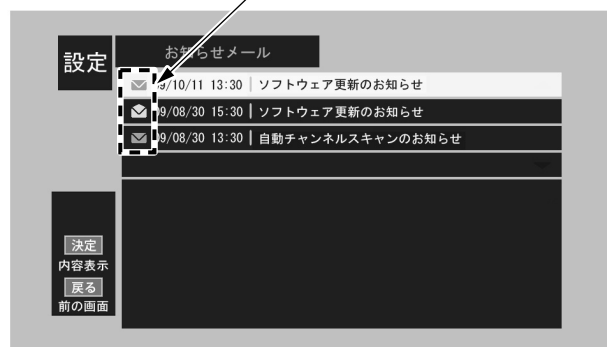 設定
お知らせメール
9/10/11 13:30 ソフトウェア更新のお知らせ
9/08/30 15:30 ソフトウェア更新のお知らせ
9/08/30 13:30 自動チャンネルスキャンのお知らせ
決定
内容表示
戻る
前の画面